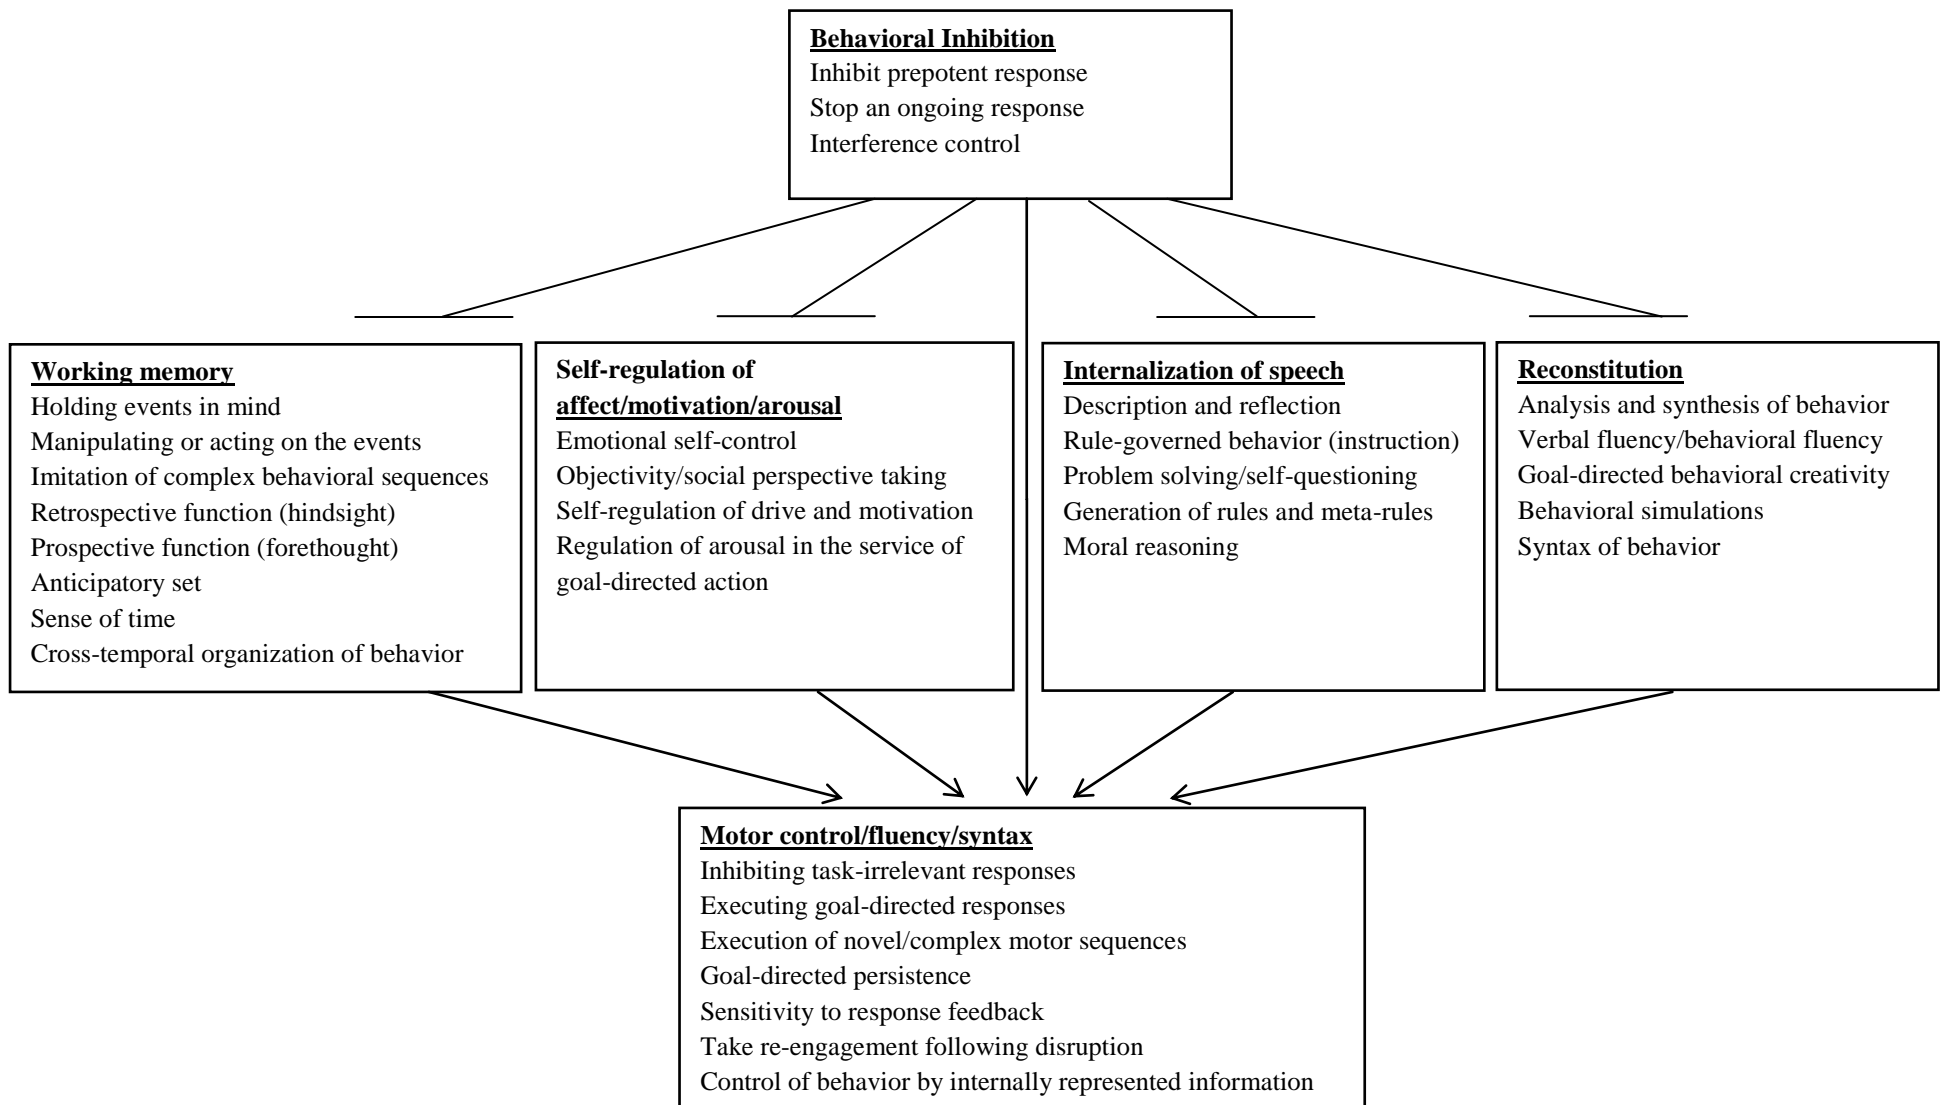 Behavioral Inhibition
Inhibit prepotent response
Stop an ongoing response
Interference control
Working memory
Holding events in mind
Manipulating or acting on the events
Imitation of complex behavioral sequences
Retrospective function (hindsight)
Prospective function (forethought)
Anticipatory set
Sense of time
Cross-temporal organization of behavior
Self-regulation of
affect/motivation/arousal
Emotional self-control
Objectivity/social perspective taking
Self-regulation of drive and motivation
Regulation of arousal in the service of
goal-directed action
Internalization of speech
Description and reflection
Rule-governed behavior (instruction)
Problem solving/self-questioning
Generation of rules and meta-rules
Moral reasoning
Reconstitution
Analysis and synthesis of behavior
Verbal fluency/behavioral fluency
Goal-directed behavioral creativity
Behavioral simulations
Syntax of behavior
Motor control/fluency/syntax
Inhibiting task-irrelevant responses
Executing goal-directed responses
Execution of novel/complex motor sequences
Goal-directed persistence
Sensitivity to response feedback
Take re-engagement following disruption
Control of behavior by internally represented information